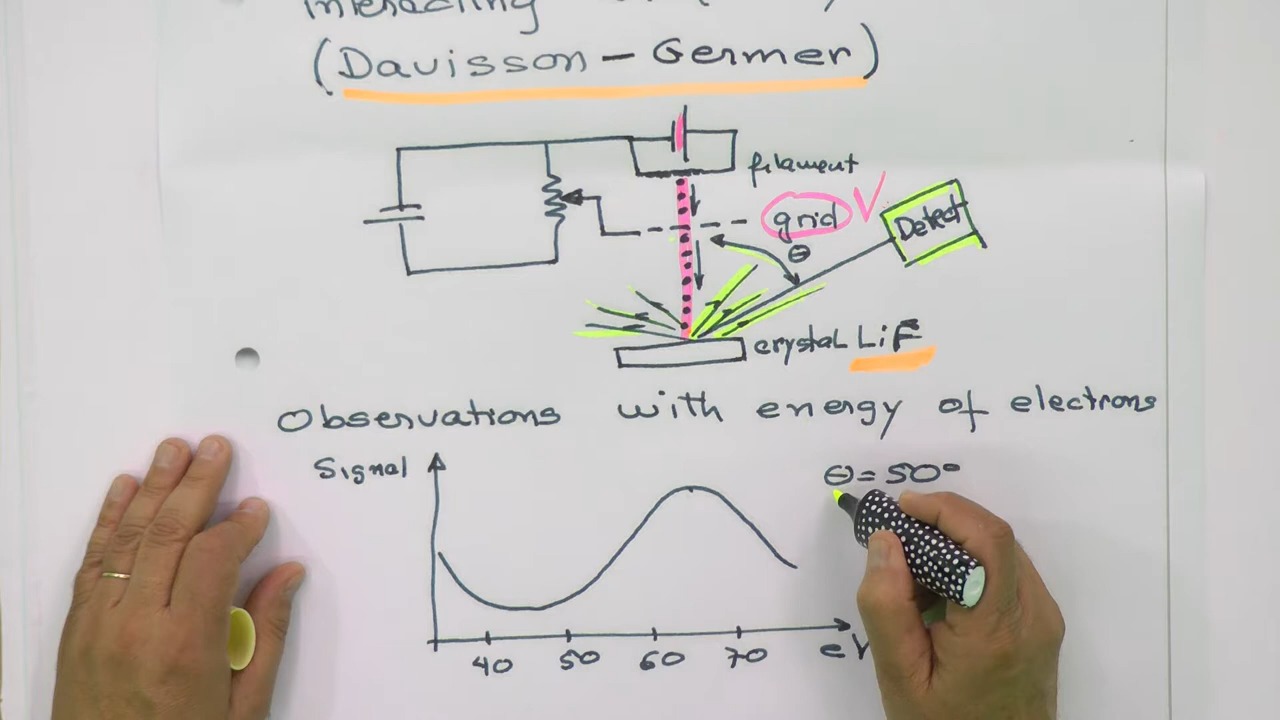 interacting
(Davisson - Germer)
filament
grid V
Detect
θ
crystal LiF
Observations with energy of electrons
Signal
θ = 50°
40 50 60 70 eV